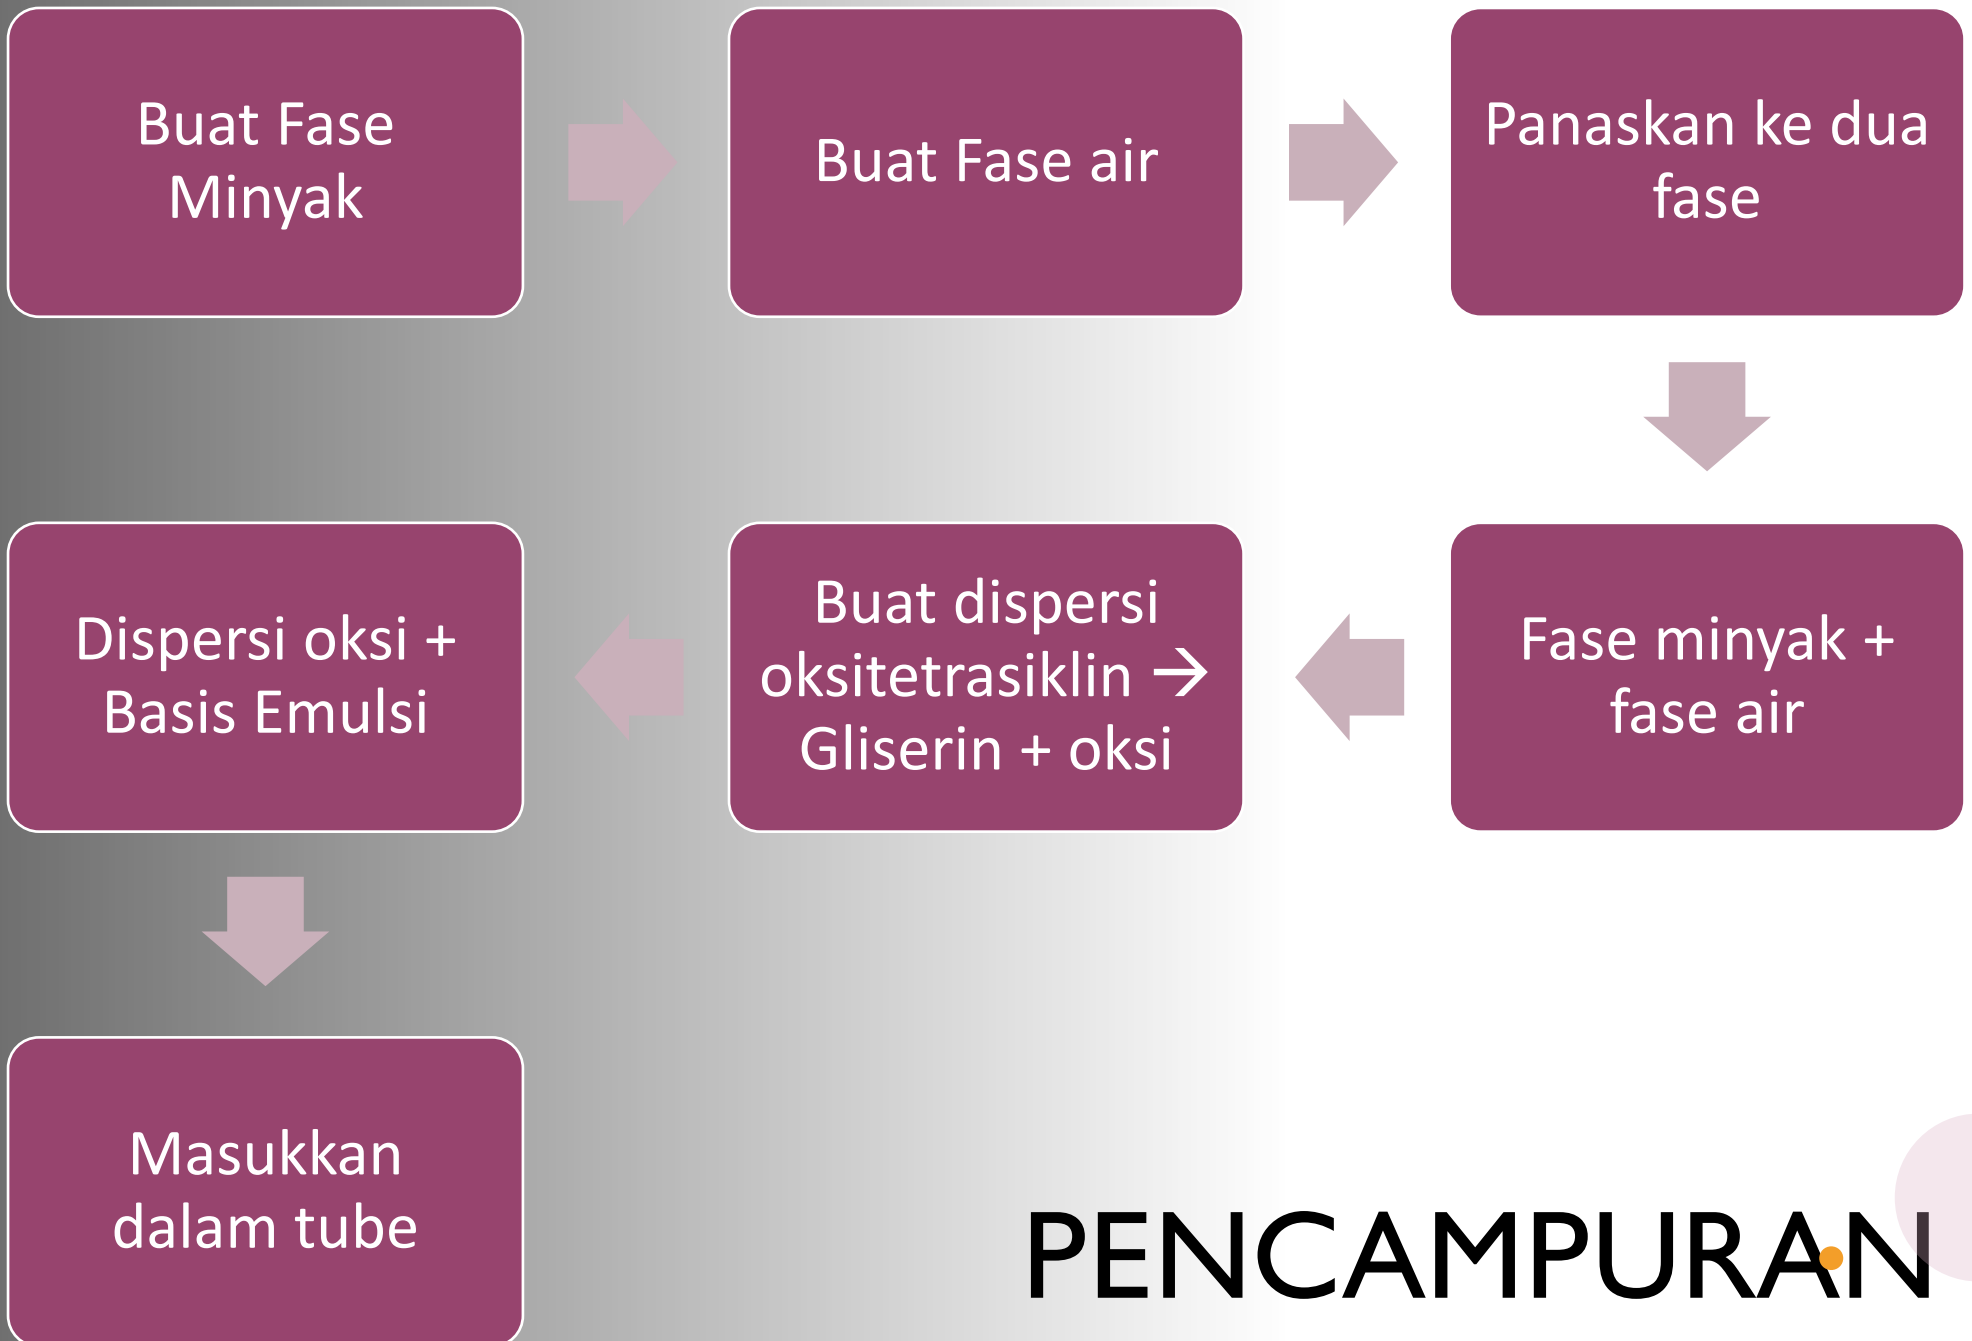 Buat Fase
Minyak
Buat Fase air
Panaskan ke dua
fase
Fase minyak +
fase air
Buat dispersi
oksitetrasiklin →
Gliserin + oksi
Dispersi oksi +
Basis Emulsi
Masukkan
dalam tube
PENCAMPURAN